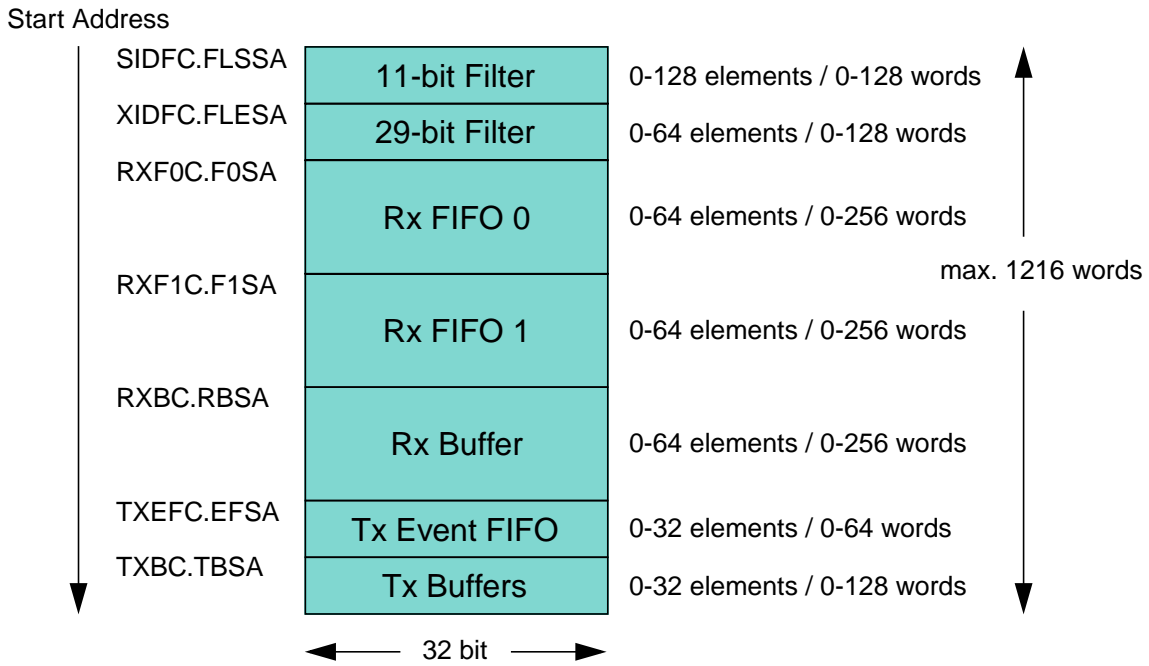 Start Address
SIDFC.FLSSA
11-bit Filter
0-128 elements / 0-128 words
XIDFC.FLESA
29-bit Filter
0-64 elements / 0-128 words
RXF0C.F0SA
Rx FIFO 0
0-64 elements / 0-256 words
max. 1216 words
RXF1C.F1SA
Rx FIFO 1
0-64 elements / 0-256 words
RXBC.RBSA
Rx Buffer
0-64 elements / 0-256 words
TXEFC.EFSA
Tx Event FIFO
0-32 elements / 0-64 words
TXBC.TBSA
Tx Buffers
0-32 elements / 0-128 words
32 bit